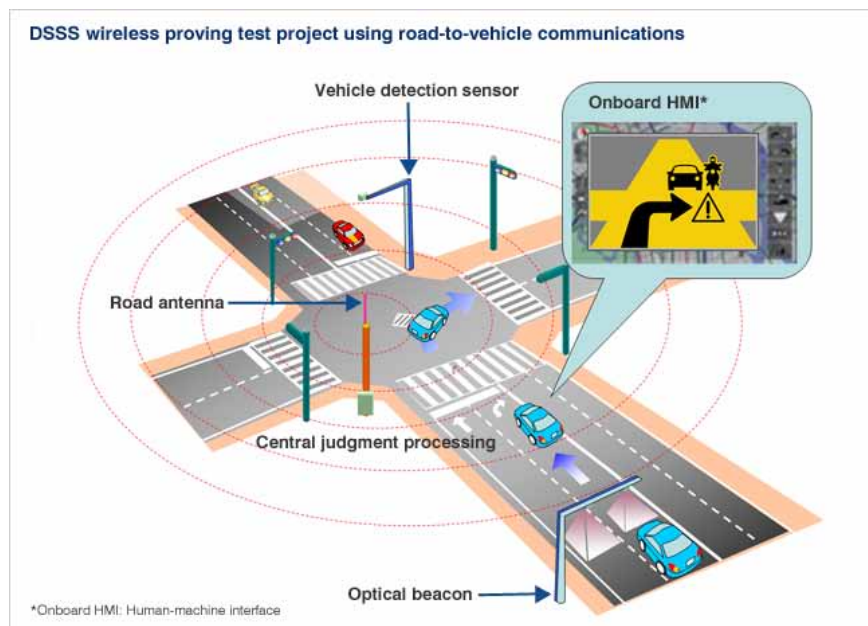 DSSS wireless proving test project using road-to-vehicle communications
Vehicle detection sensor
Onboard HMI*
Road antenna
Central judgment processing
Optical beacon
*Onboard HMI: Human-machine interface